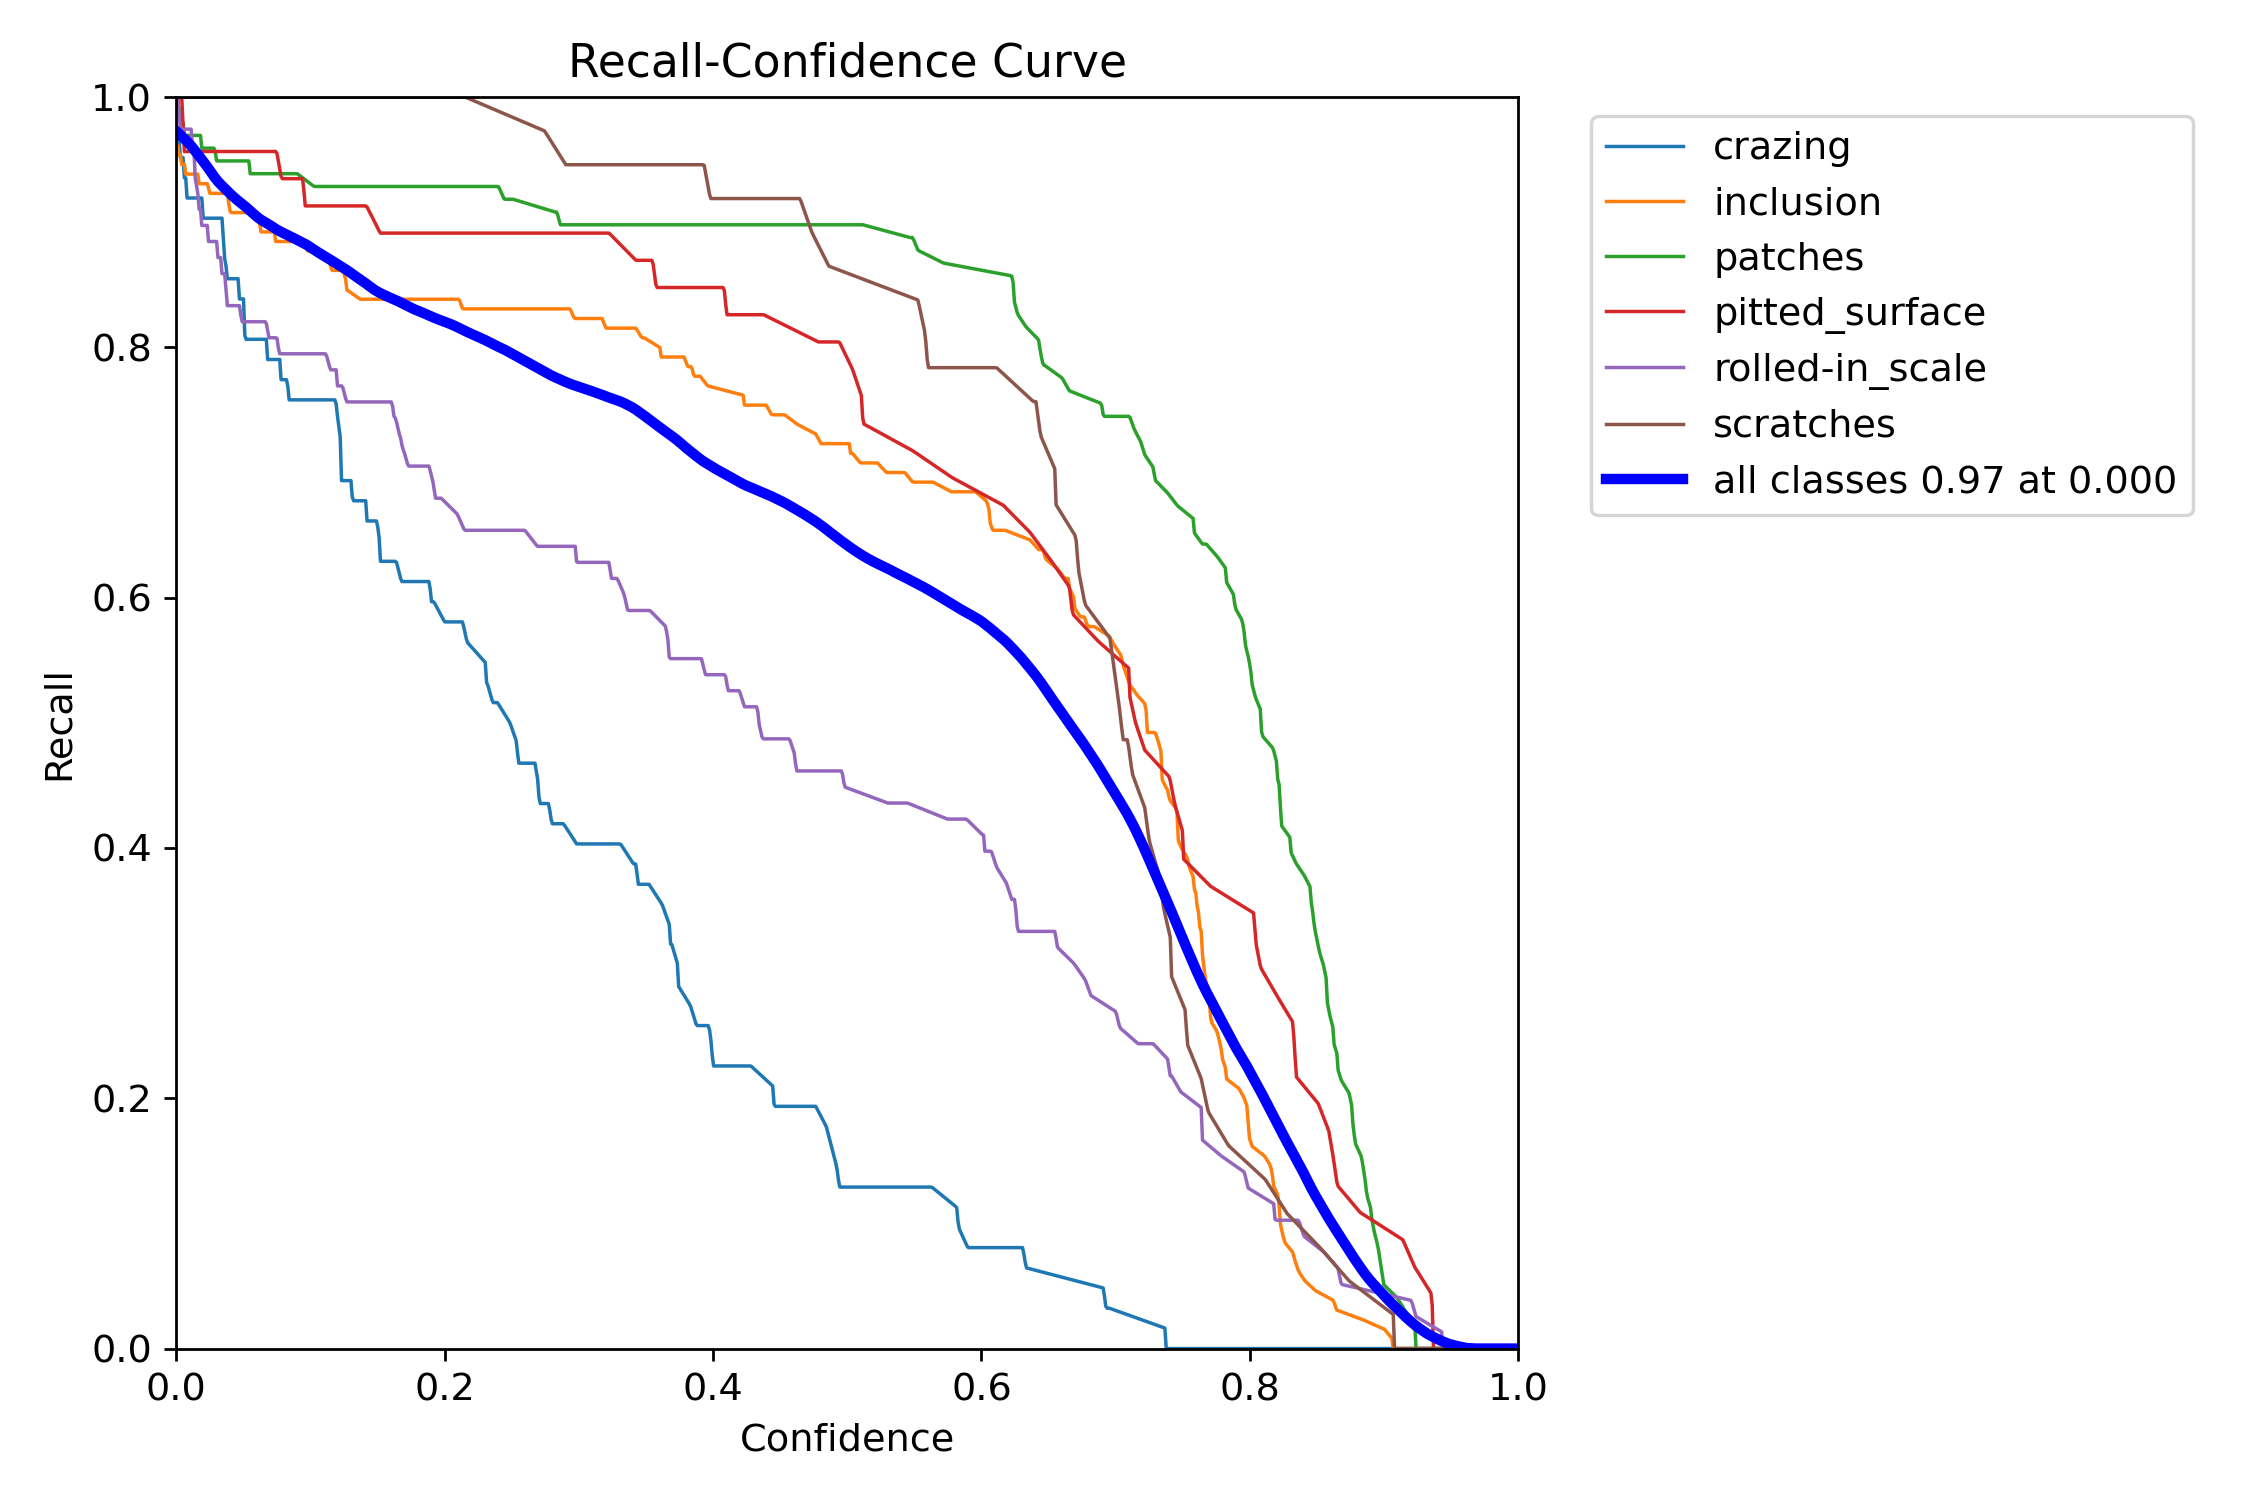 Recall-Confidence Curve
1.0
0.8
0.6
0.4
0.2
0.0
Recall
0.0 0.2 0.4 0.6 0.8 1.0
Confidence
crazing
inclusion
patches
pitted_surface
rolled-in_scale
scratches
all classes 0.97 at 0.000